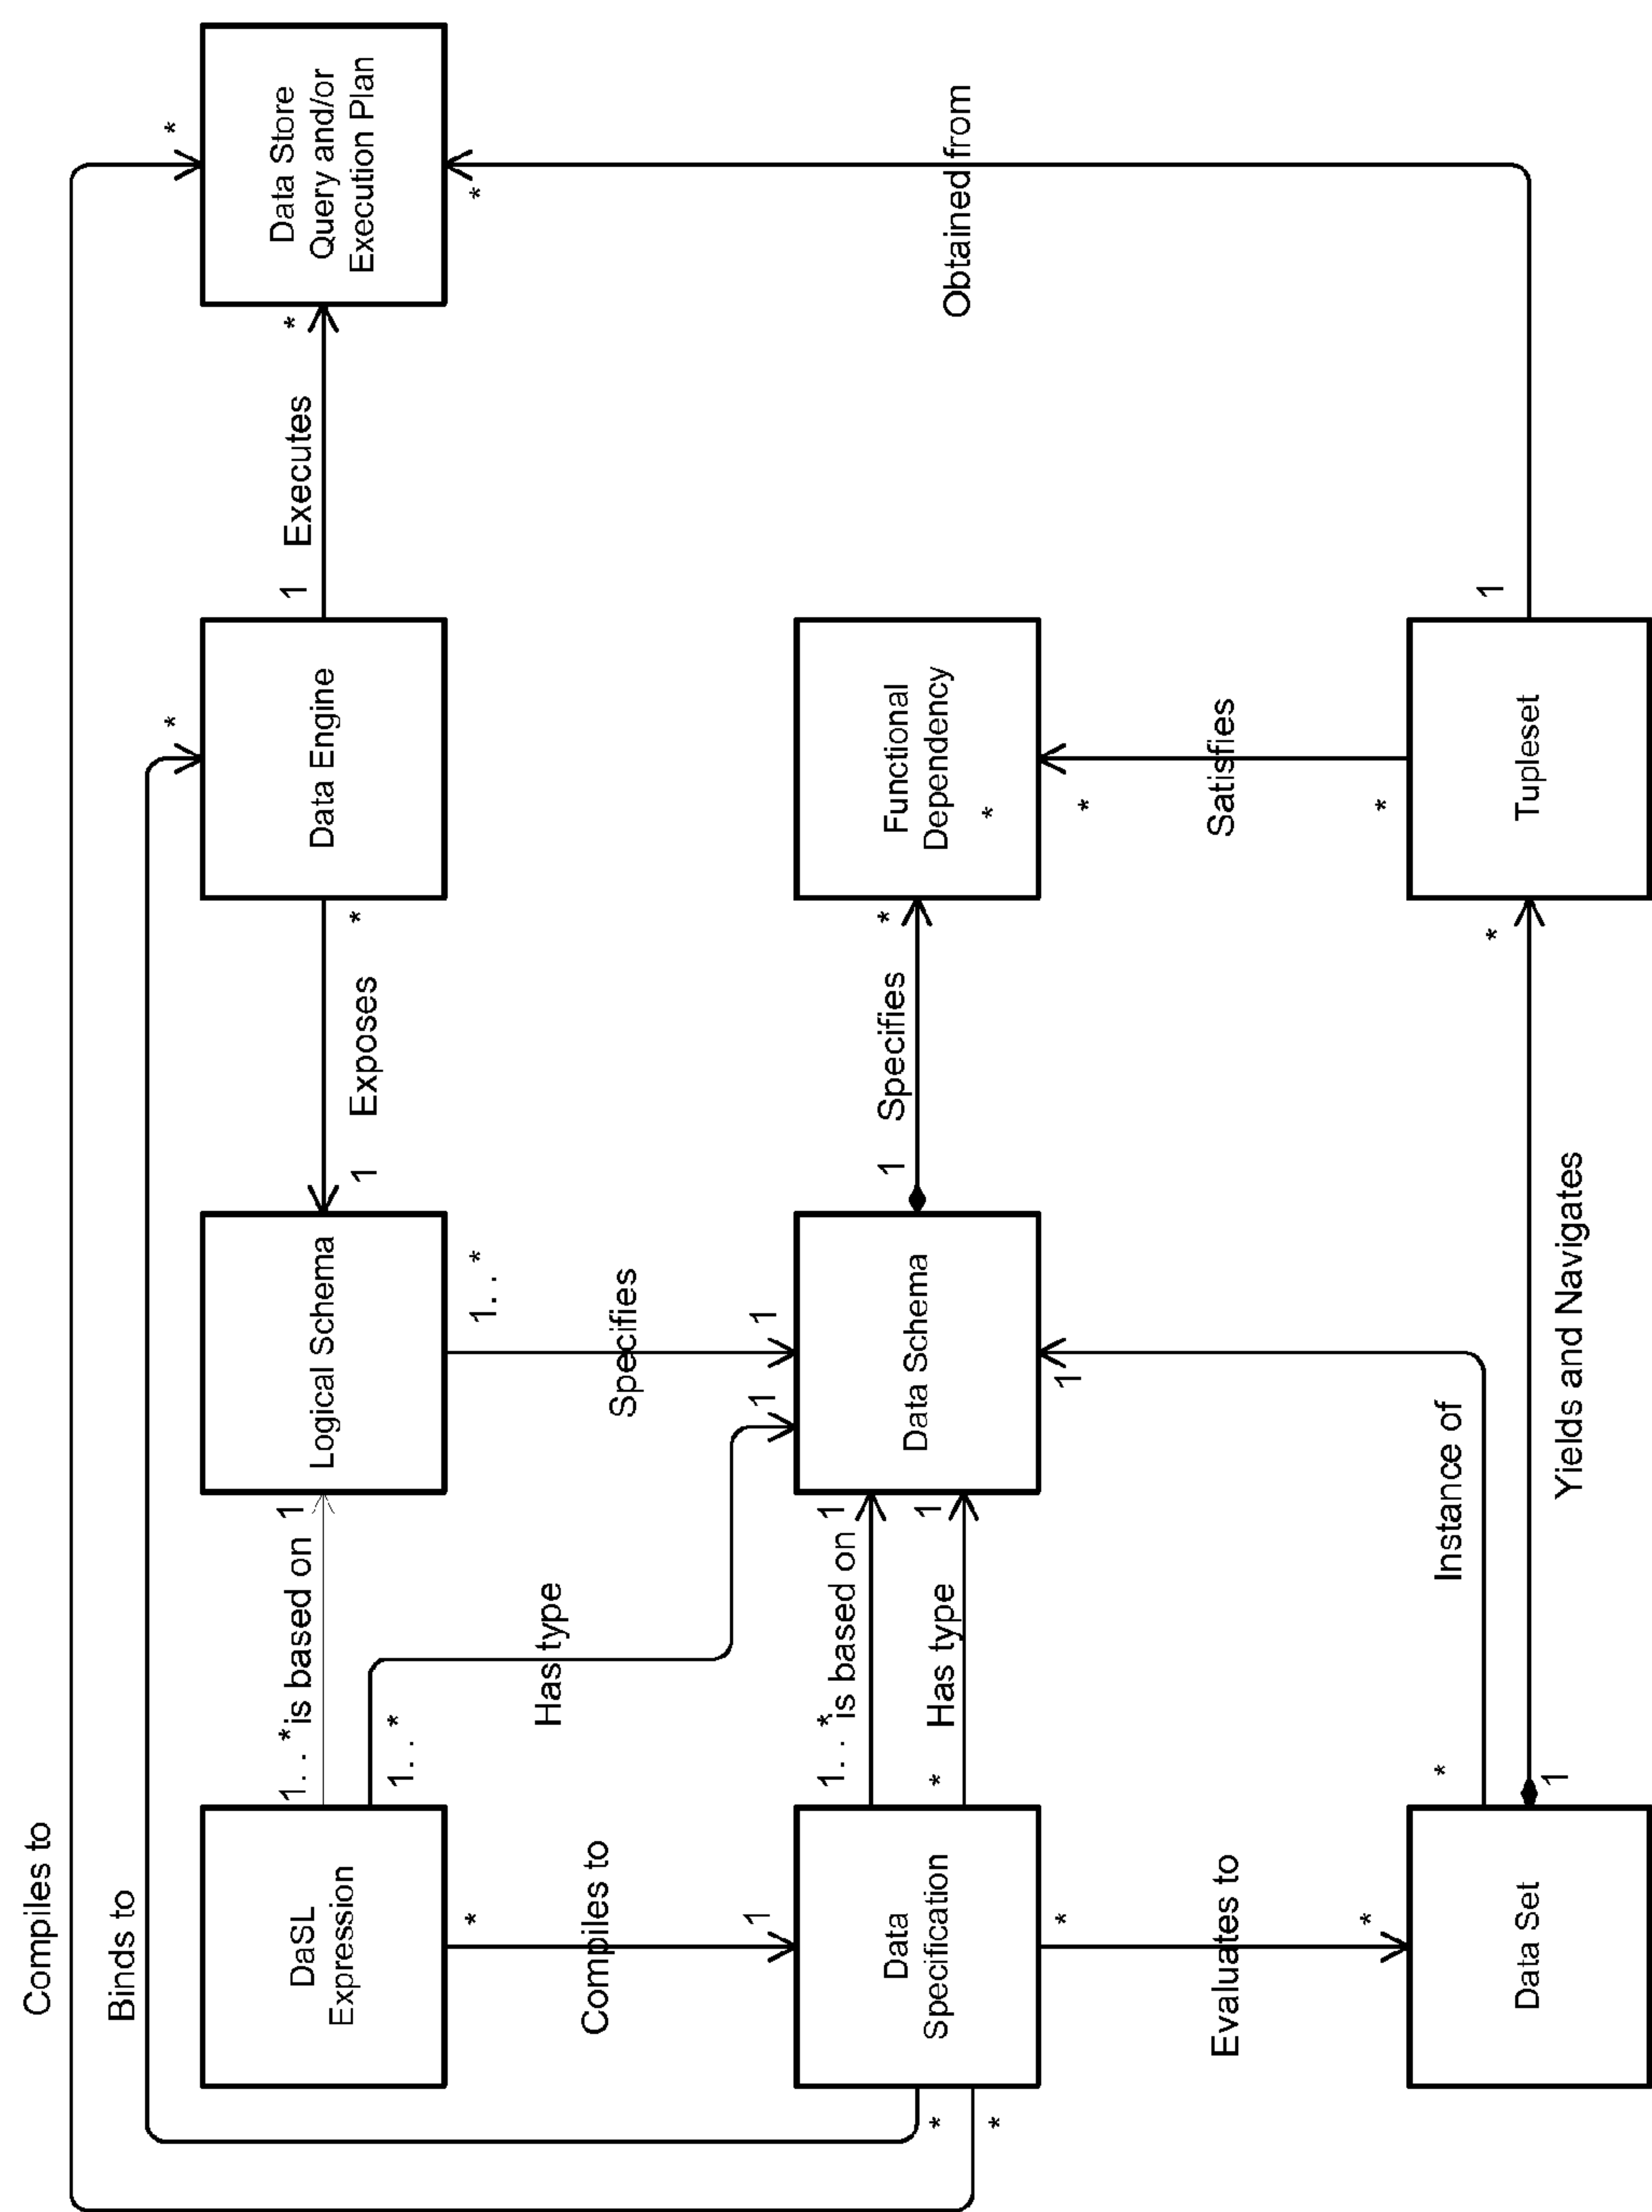 Compiles to
Binds to
*
*
DaSL
Expression
1..*
is based on
1
Logical Schema
1
Exposes
*
Data Engine
1
Executes
*
Data Store
Query and/or
Execution Plan
*
1..*
1..*
*
Compiles to
Has type
Specifies
1
1
1
Data
Specification
1..*
is based on
1
*
Has type
1
Data Schema
1
Specifies
*
Functional
Dependency
*
*
*
*
1
*
Evaluates to
Satisfies
Obtained from
*
*
*
Instance of
Data Set
1
Yields and Navigates
*
Tupleset
1